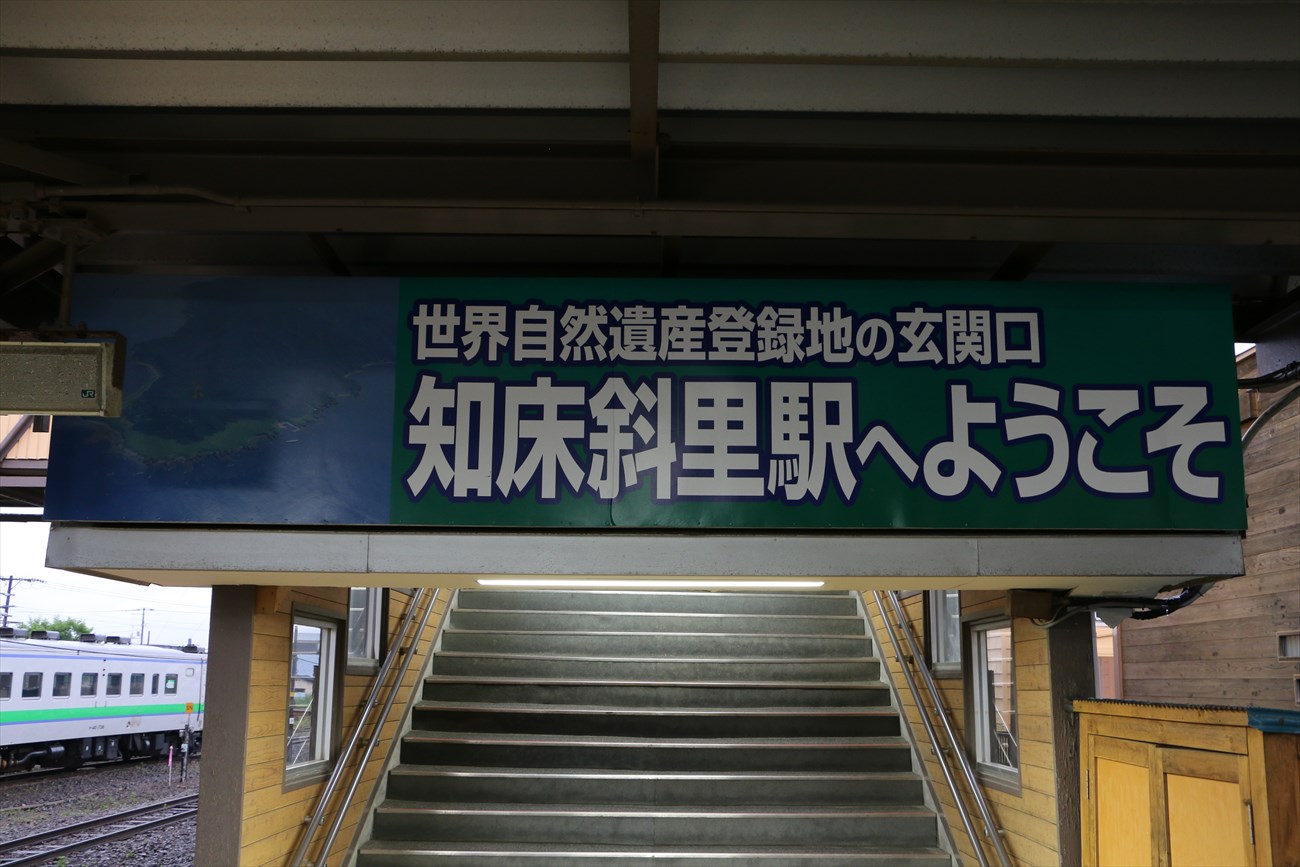 世界自然遺産登録地の玄関口
知床斜里駅へようこそ
JR